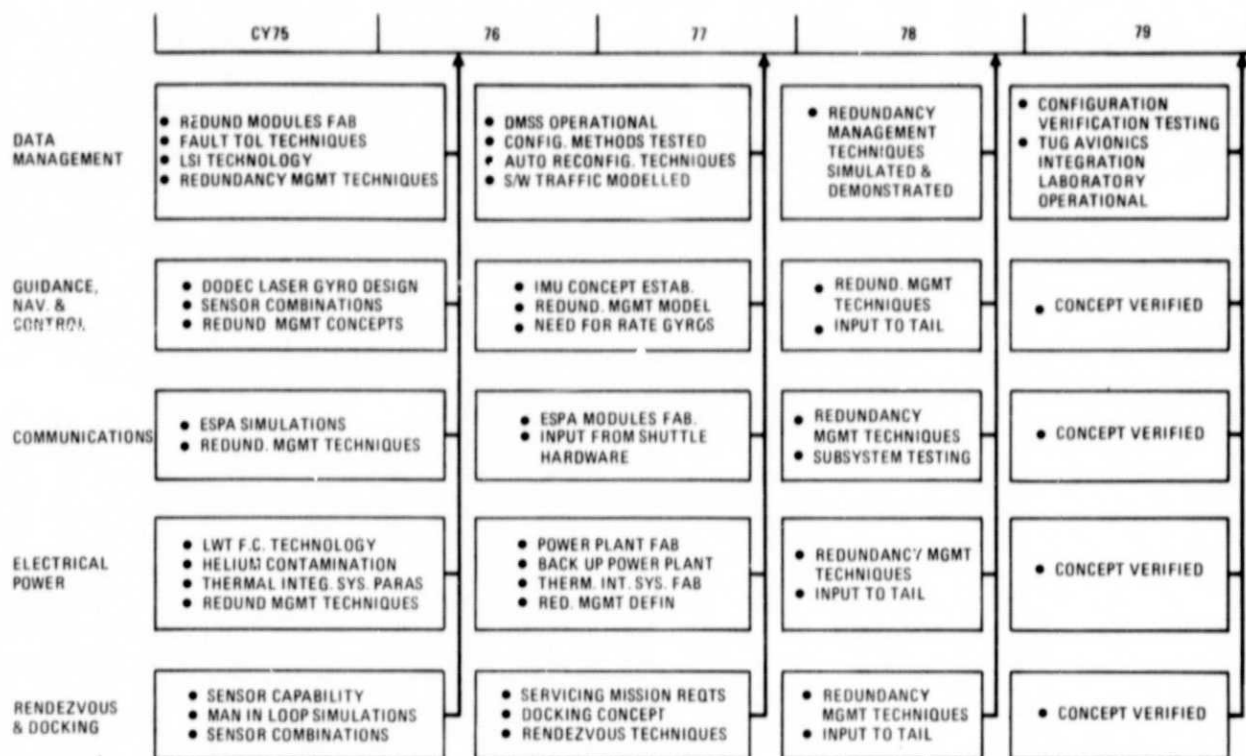 CY75 76 77 78 79
DATA
MANAGEMENT
● REDUND MODULES FAB
● FAULT TOL TECHNIQUES
● LSI TECHNOLOGY
● REDUNDANCY MGMT TECHNIQUES
● DMSS OPERATIONAL
● CONFIG. METHODS TESTED
● AUTO RECONFIG. TECHNIQUES
● S/W TRAFFIC MODELLED
● REDUNDANCY
MANAGEMENT
TECHNIQUES
SIMULATED &
DEMONSTRATED
● CONFIGURATION
VERIFICATION TESTING
● TUG AVIONICS
INTEGRATION
LABORATORY
OPERATIONAL
GUIDANCE,
NAV. &
CONTROL
● DODEC LASER GYRO DESIGN
● SENSOR COMBINATIONS
● REDUND. MGMT CONCEPTS
● IMU CONCEPT ESTAB.
● REDUND. MGMT MODEL
● NEED FOR RATE GYROS
● REDUND. MGMT
TECHNIQUES
● INPUT TO TAIL
● CONCEPT VERIFIED
COMMUNICATIONS
● ESPA SIMULATIONS
● REDUND. MGMT TECHNIQUES
● ESPA MODULES FAB.
● INPUT FROM SHUTTLE
HARDWARE
● REDUNDANCY
MGMT TECHNIQUES
● SUBSYSTEM TESTING
● CONCEPT VERIFIED
ELECTRICAL
POWER
● LWT F.C. TECHNOLOGY
● HELIUM CONTAMINATION
● THERMAL INTEG. SYS. PARAS
● REDUND MGMT TECHNIQUES
● POWER PLANT FAB
● BACK UP POWER PLANT
● THERM. INT. SYS. FAB
● RED. MGMT DEFIN
● REDUNDANCY MGMT
TECHNIQUES
● INPUT TO TAIL
● CONCEPT VERIFIED
RENDEZVOUS
& DOCKING
● SENSOR CAPABILITY
● MAN IN LOOP SIMULATIONS
● SENSOR COMBINATIONS
● SERVICING MISSION REQTS
● DOCKING CONCEPT
● RENDEZVOUS TECHNIQUES
● REDUNDANCY
MGMT TECHNIQUES
● INPUT TO TAIL
● CONCEPT VERIFIED